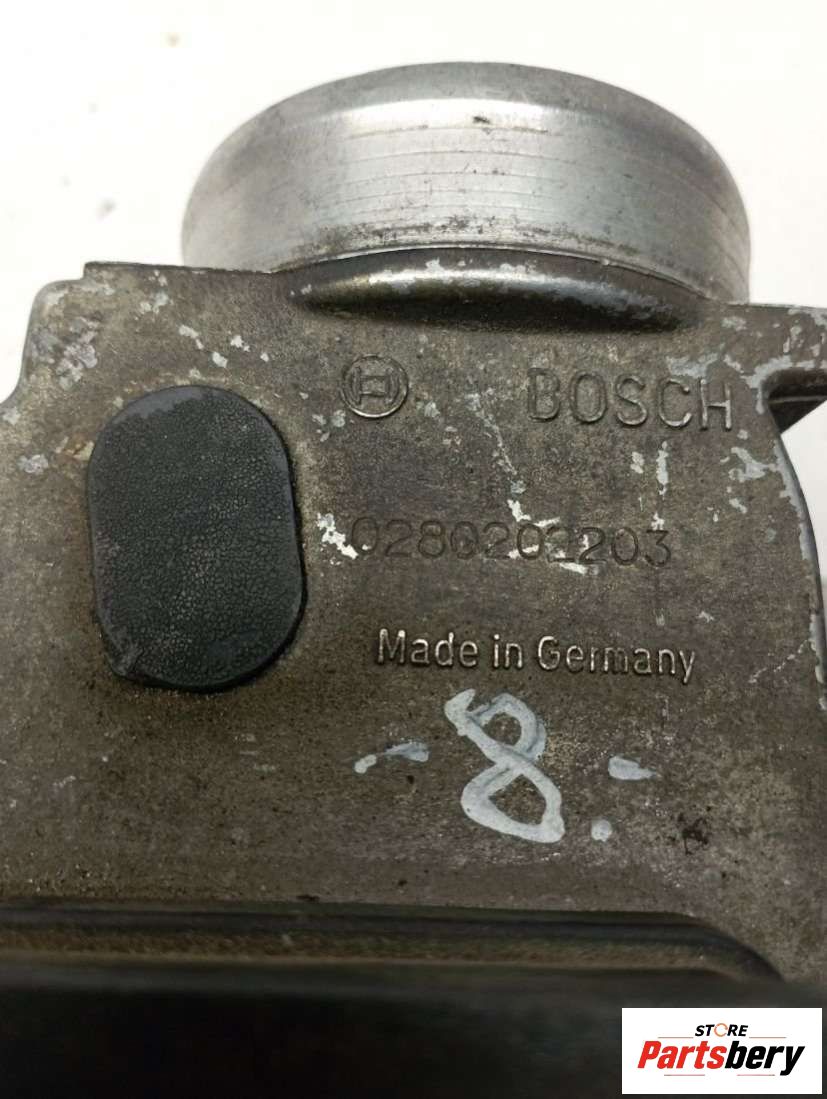 BOSCH
0280202203
Made in Germany
- 8. -
STORE
Partsbery